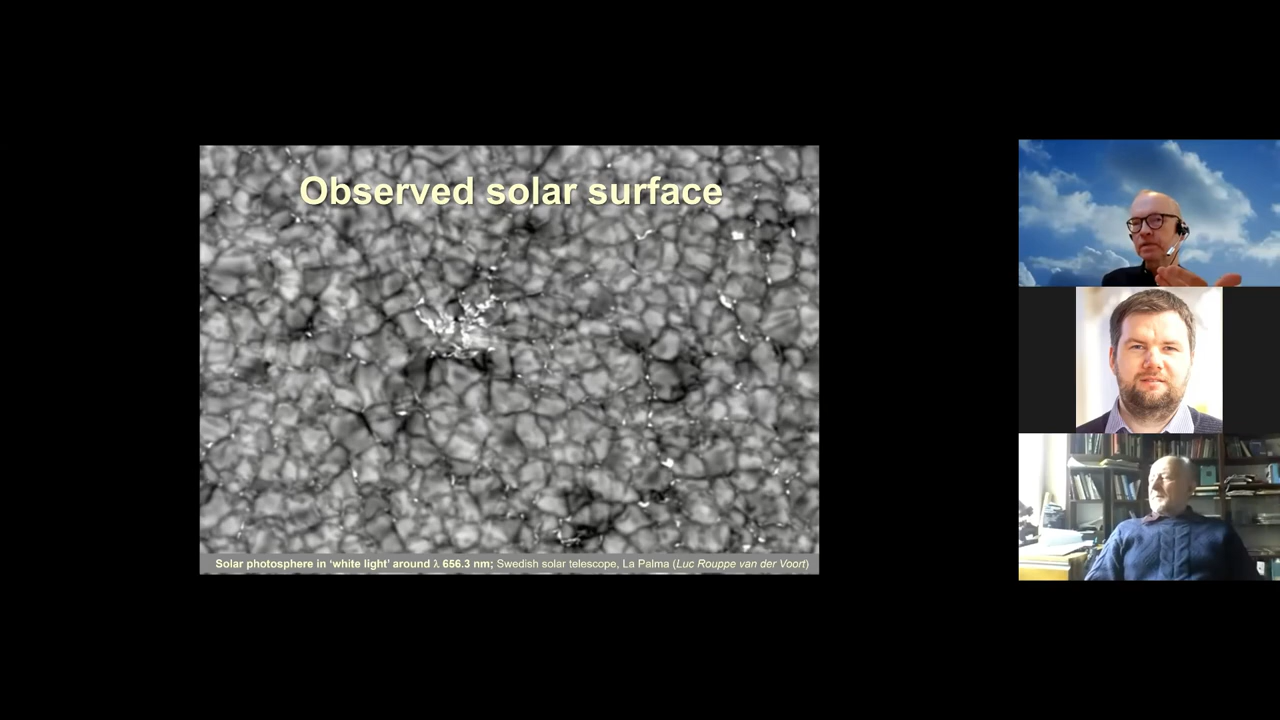 Observed solar surface
Solar photosphere in ‘white light’ around λ 656.3 nm; Swedish solar telescope, La Palma (Luc Rouppe van der Voort)